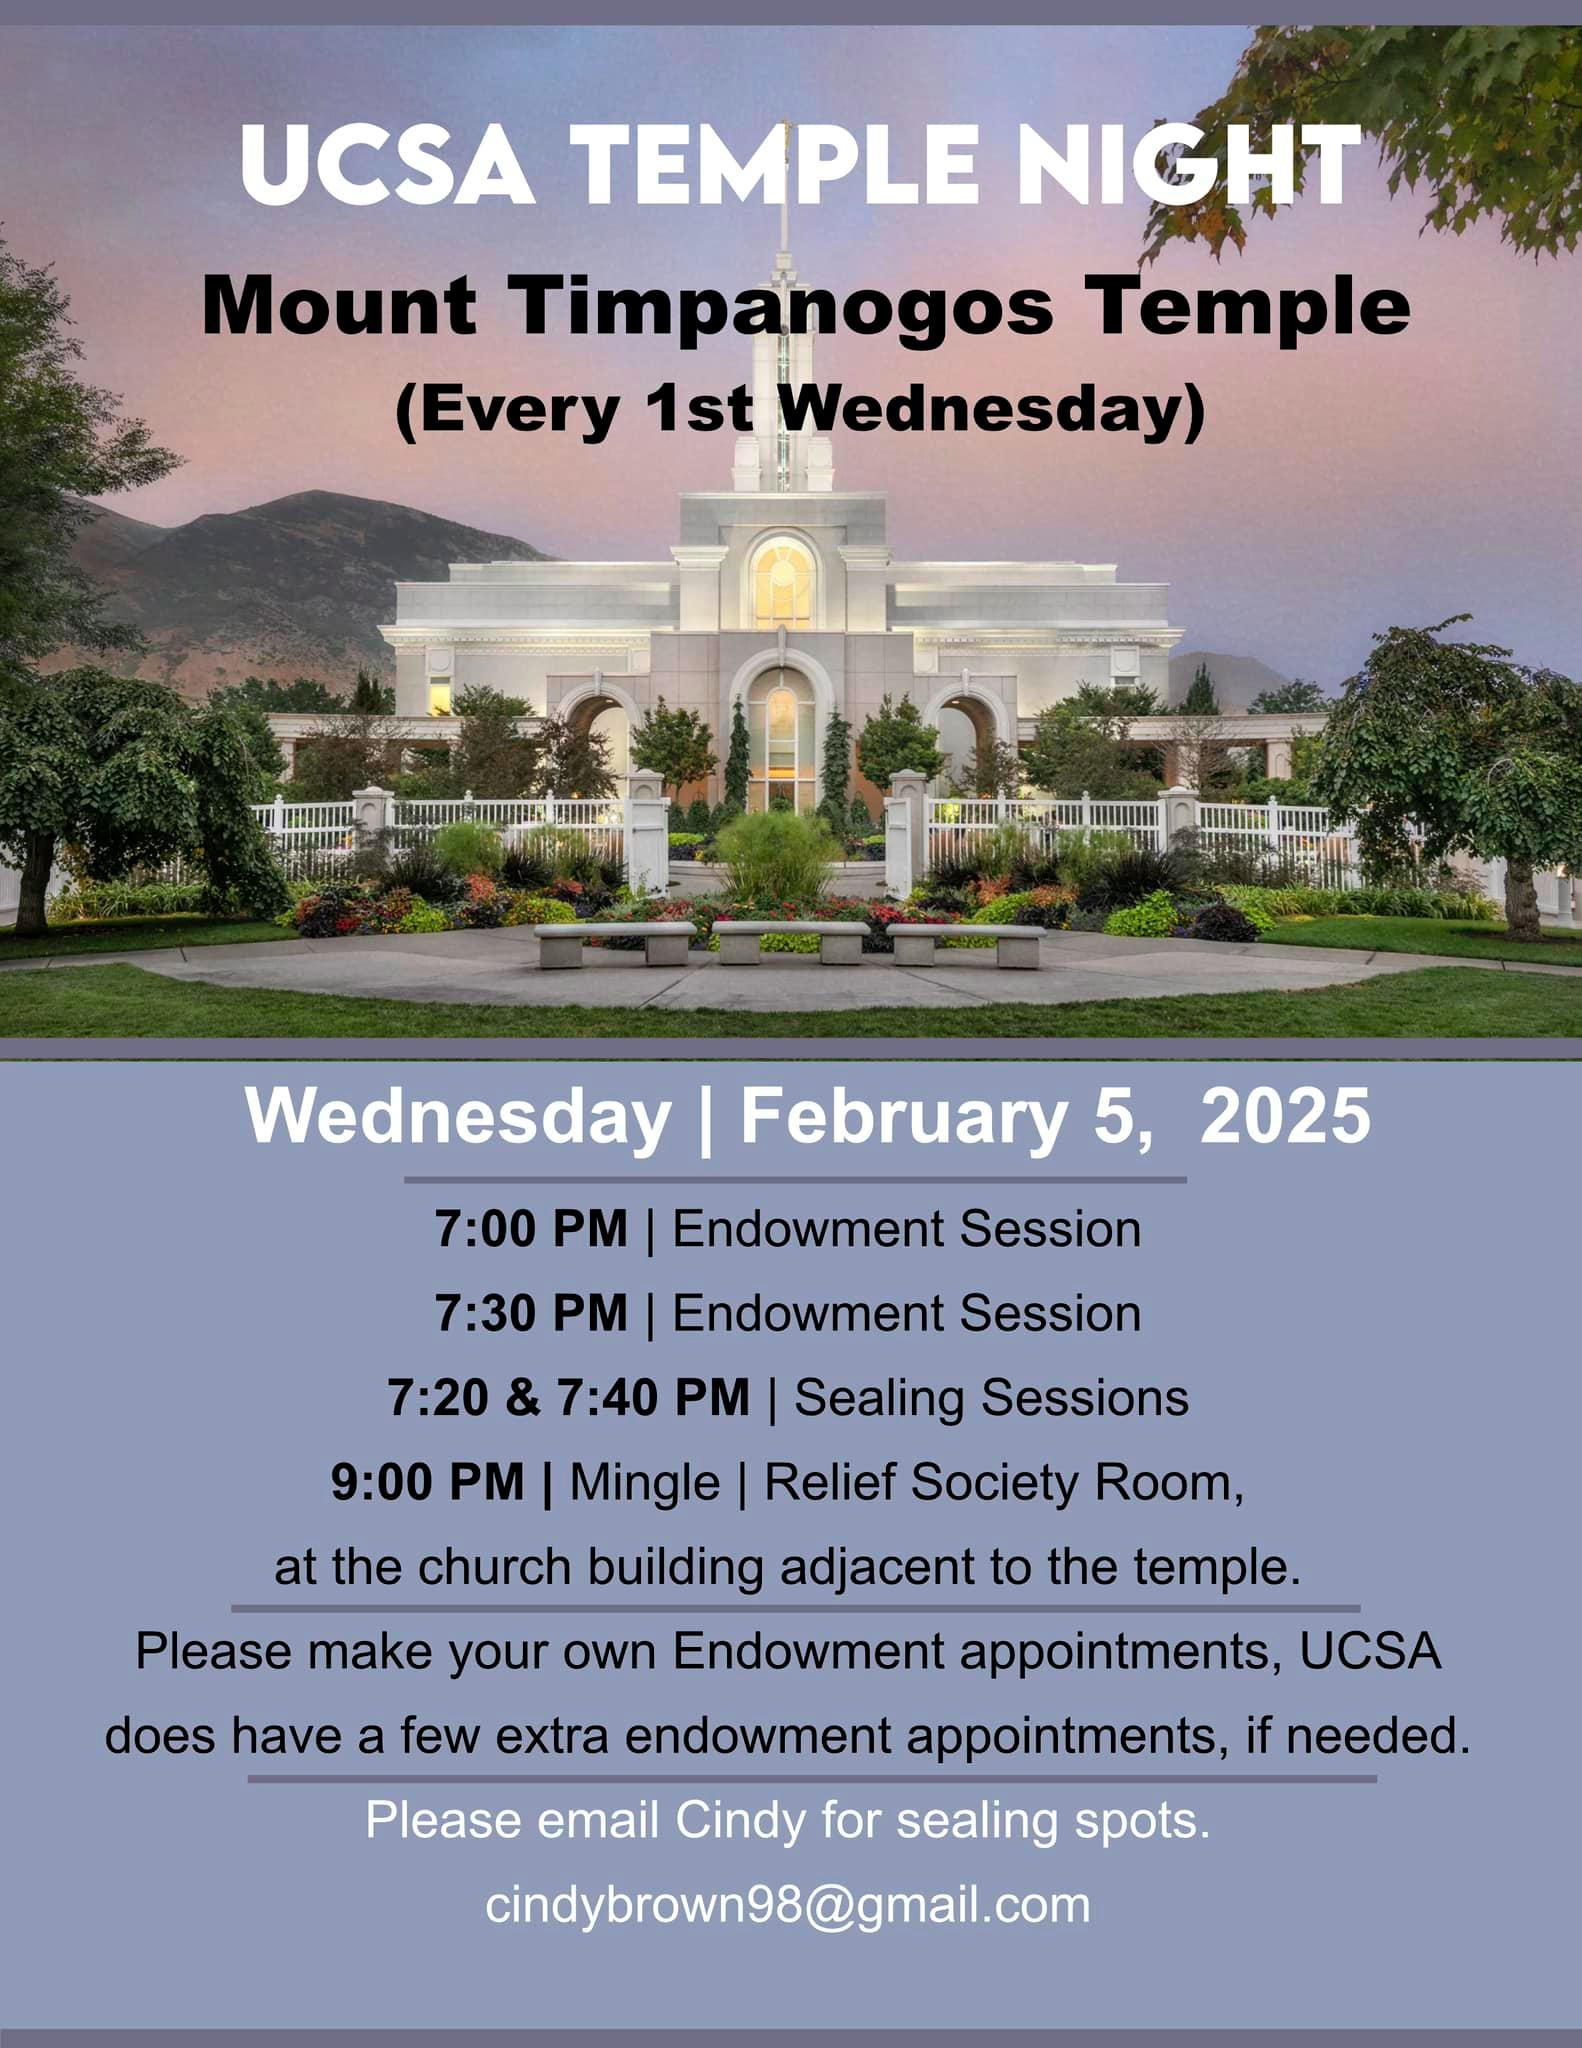 UCSA TEMPLE NIGHT
Mount Timpanogos Temple
(Every 1st Wednesday)
Wednesday | February 5, 2025
7:00 PM | Endowment Session
7:30 PM | Endowment Session
7:20 & 7:40 PM | Sealing Sessions
9:00 PM | Mingle | Relief Society Room,
at the church building adjacent to the temple.
Please make your own Endowment appointments, UCSA
does have a few extra endowment appointments, if needed.
Please email Cindy for sealing spots.
cindybrown98@gmail.com